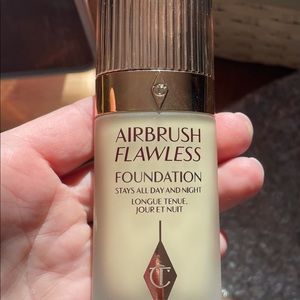 AIRBRUSH
FLAWLESS
FOUNDATION
STAYS ALL DAY AND NIGHT
LONGUE TENUE,
JOUR ET NUIT
CT